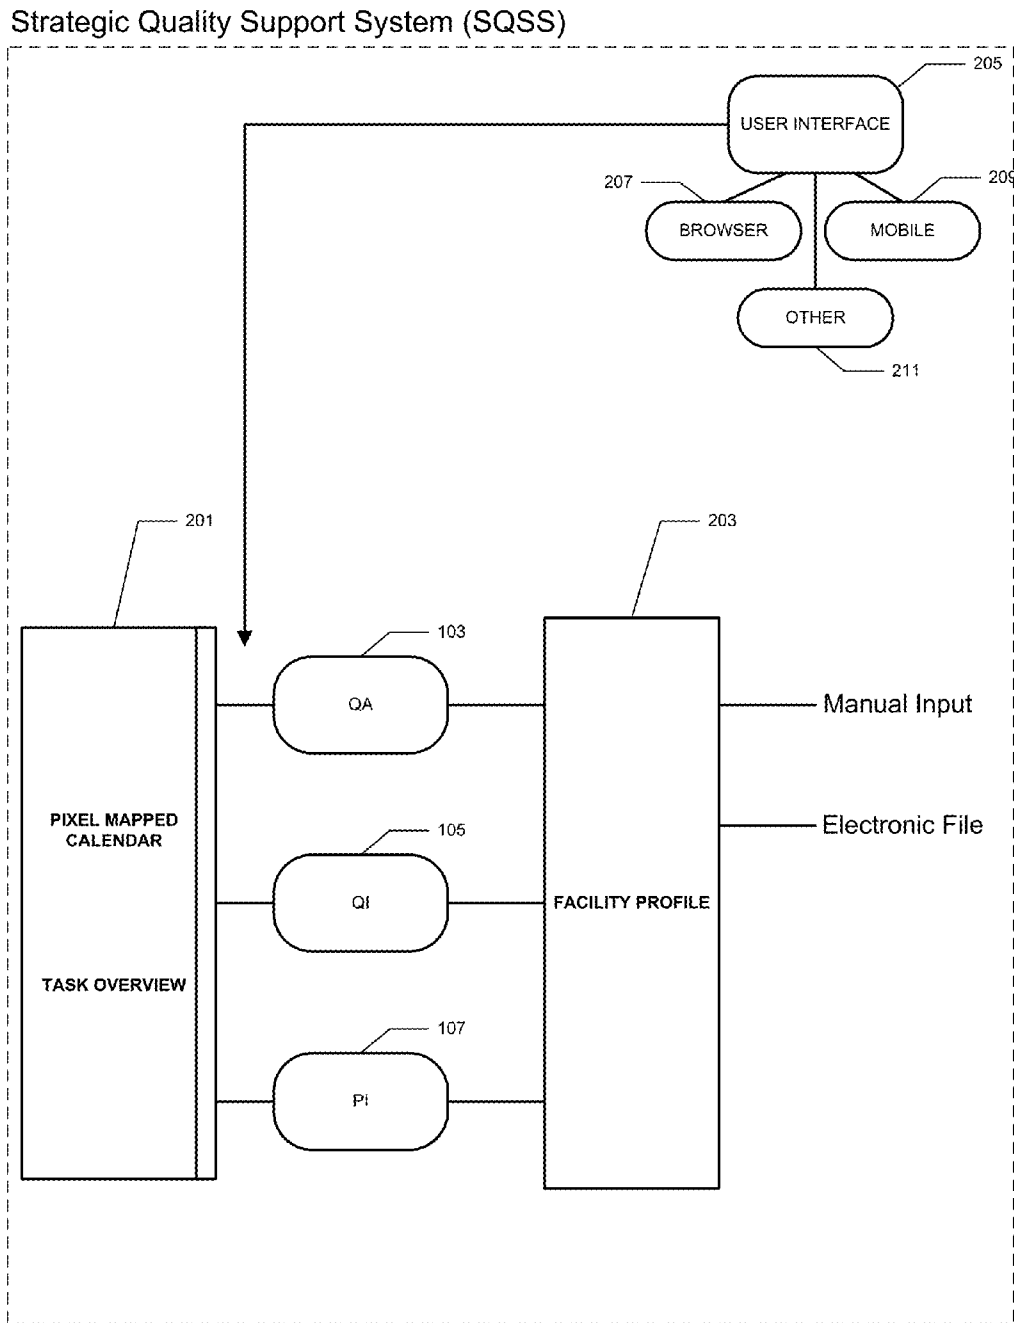 Strategic Quality Support System (SQSS)
205
USER INTERFACE
207
209
BROWSER
MOBILE
OTHER
211
201
203
103
QA
Manual Input
PIXEL MAPPED
CALENDAR
105
Electronic File
QI
FACILITY PROFILE
TASK OVERVIEW
107
PI